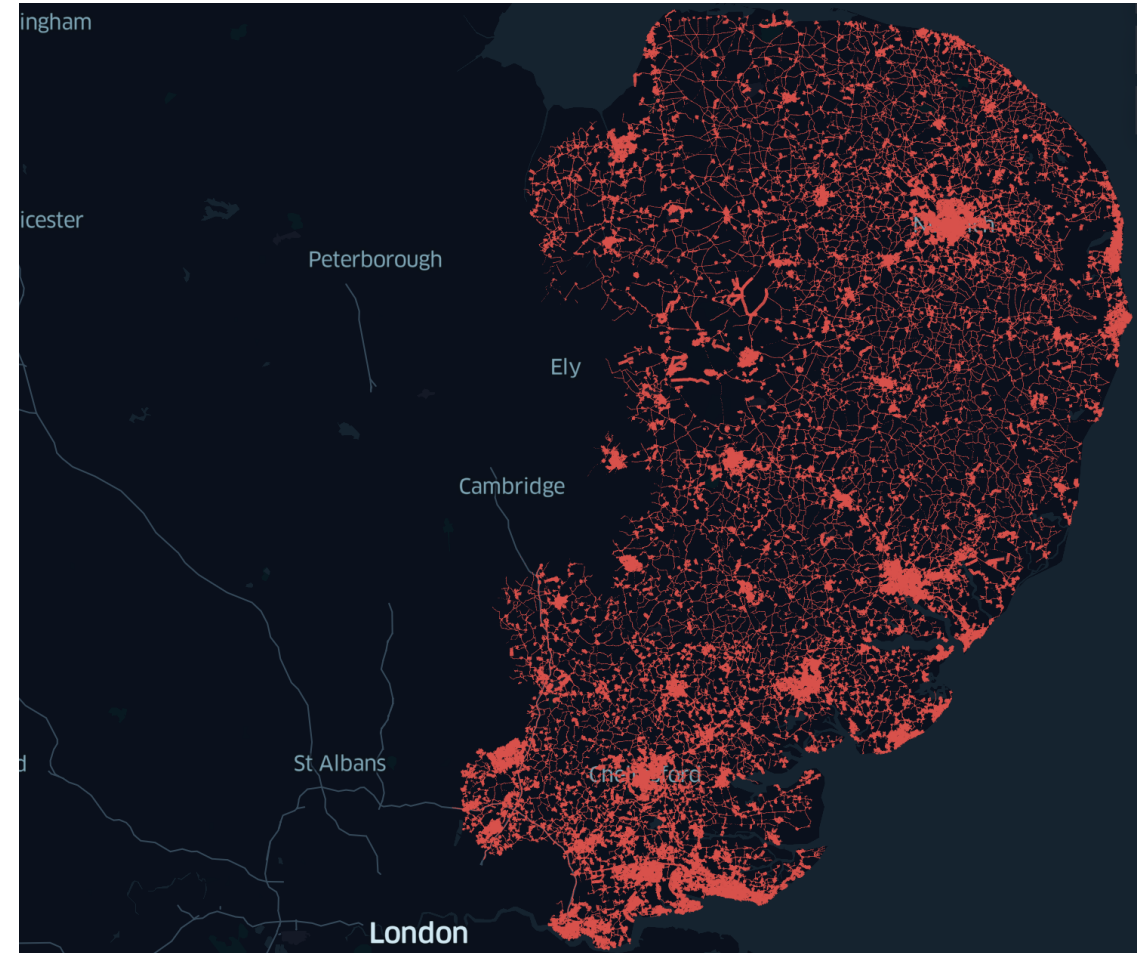 ingham
icester
Peterborough
Ely
Cambridge
St Albans
London